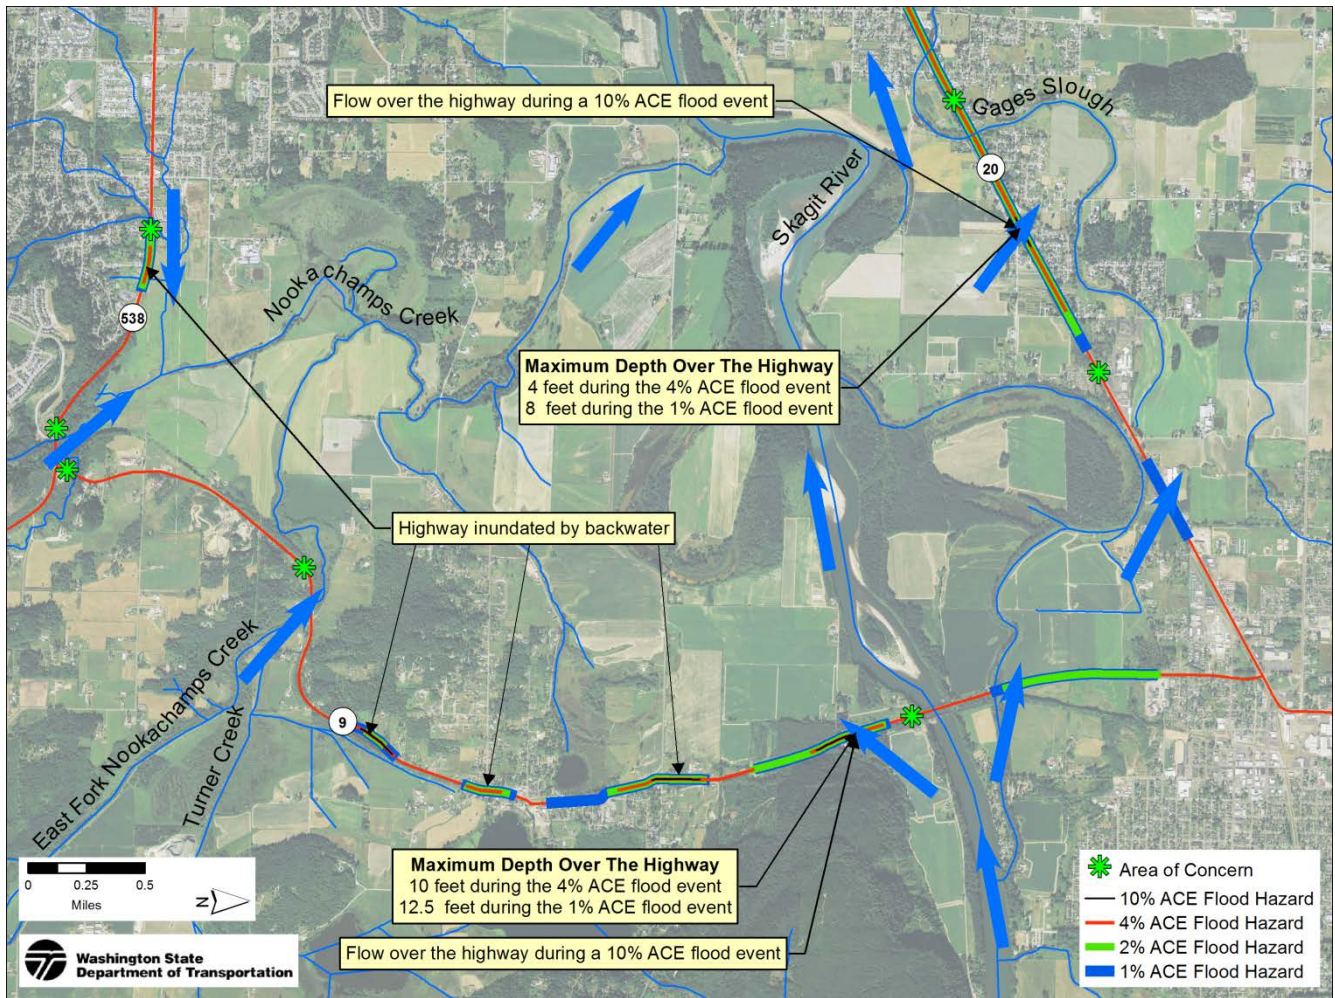 Flow over the highway during a 10% ACE flood event
Gages Slough
20
Skagit River
Nookachamps Creek
538
Maximum Depth Over The Highway
4 feet during the 4% ACE flood event
8 feet during the 1% ACE flood event
Highway inundated by backwater
9
East Fork Nookachamps Creek
Turner Creek
Maximum Depth Over The Highway
10 feet during the 4% ACE flood event
12.5 feet during the 1% ACE flood event
Flow over the highway during a 10% ACE flood event
0 0.25 0.5
Miles
N
Washington State
Department of Transportation
Area of Concern
10% ACE Flood Hazard
4% ACE Flood Hazard
2% ACE Flood Hazard
1% ACE Flood Hazard